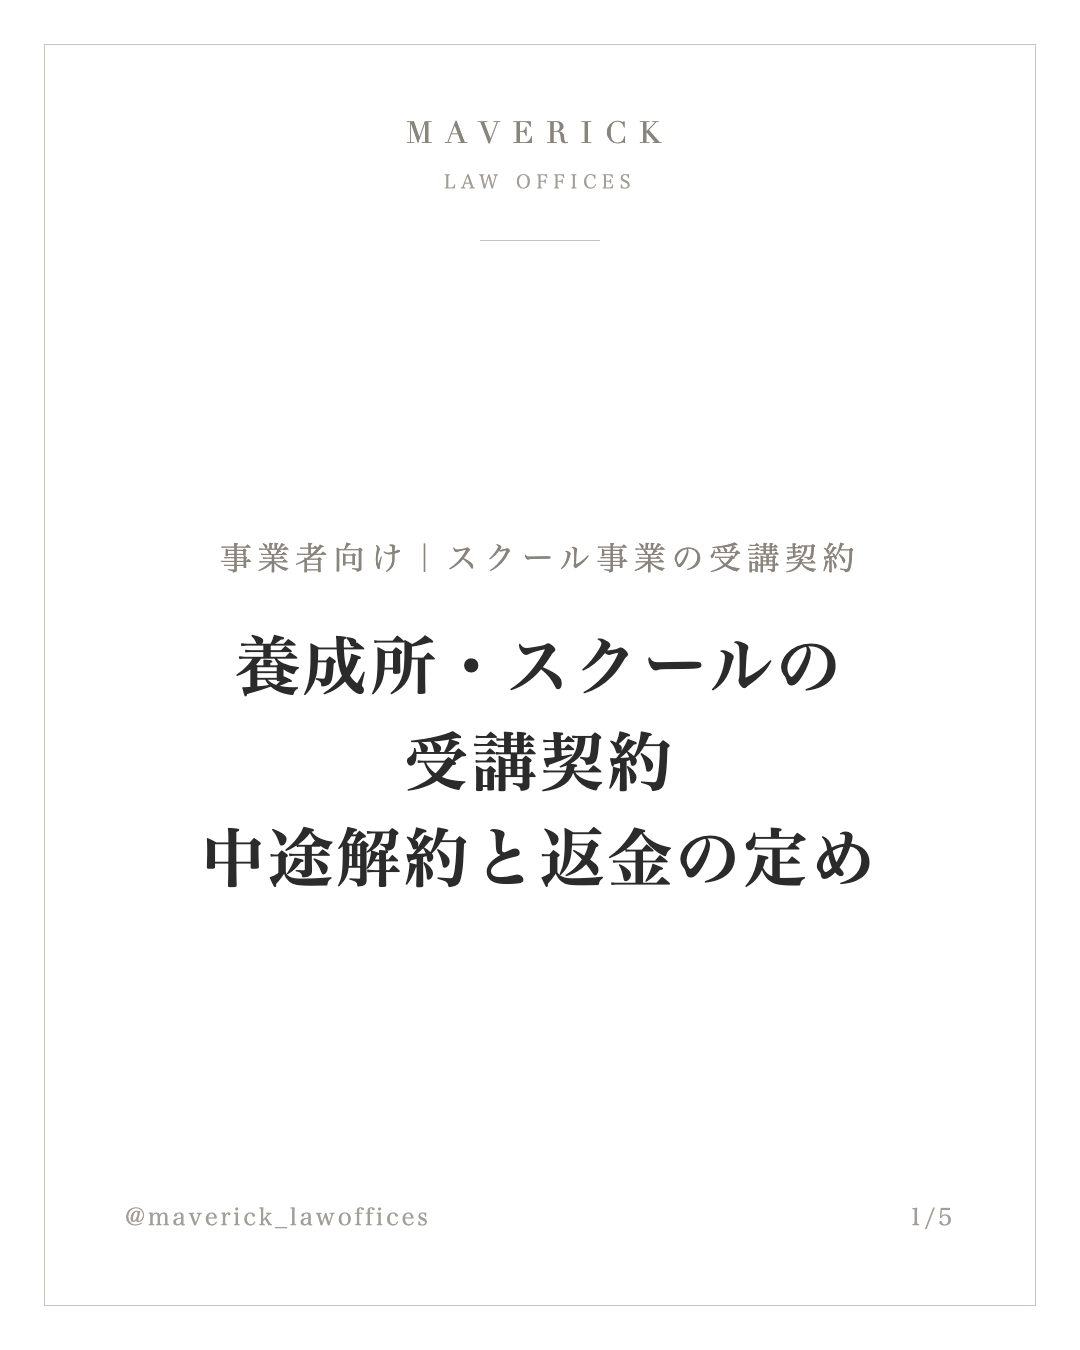 MAVERICK
LAW OFFICES
事業者向け｜スクール事業の受講契約
養成所・スクールの
受講契約
中途解約と返金の定め
@maverick_lawoffices
1/5